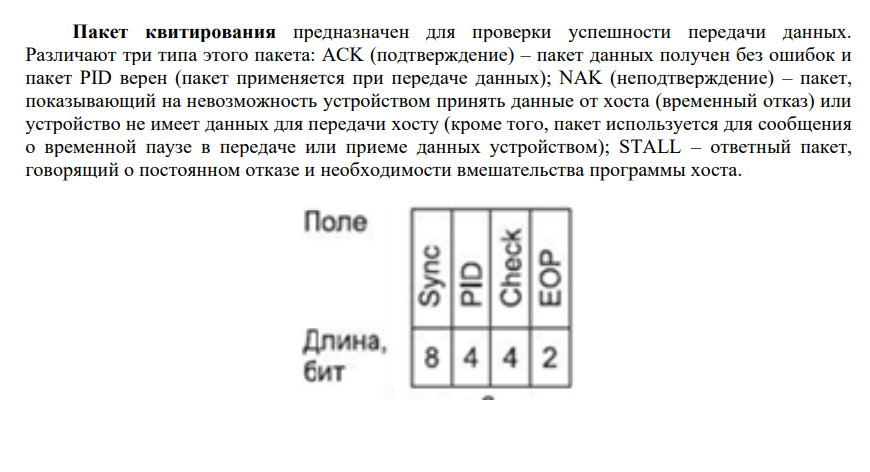 Пакет квитирования предназначен для проверки успешности передачи данных.
Различают три типа этого пакета: ACK (подтверждение) – пакет данных получен без ошибок и
пакет PID верен (пакет применяется при передаче данных); NAK (неподтверждение) – пакет,
показывающий на невозможность устройством принять данные от хоста (временный отказ) или
устройство не имеет данных для передачи хосту (кроме того, пакет используется для сообщения
о временной паузе в передаче или приеме данных устройством); STALL – ответный пакет,
говорящий о постоянном отказе и необходимости вмешательства программы хоста.
Поле Sync PID Check EOP
Длина,
бит 8 4 4 2